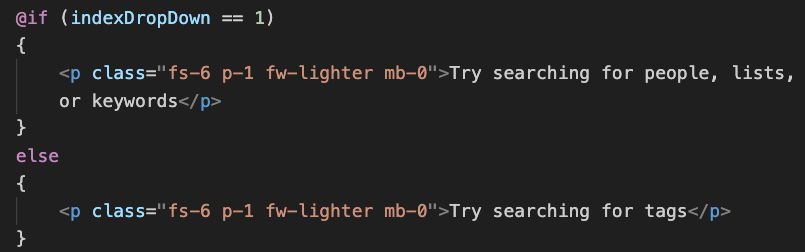 @if (indexDropDown == 1)
{
<p class="fs-6 p-1 fw-lighter mb-0">Try searching for people, lists,
or keywords</p>
}
else
{
<p class="fs-6 p-1 fw-lighter mb-0">Try searching for tags</p>
}